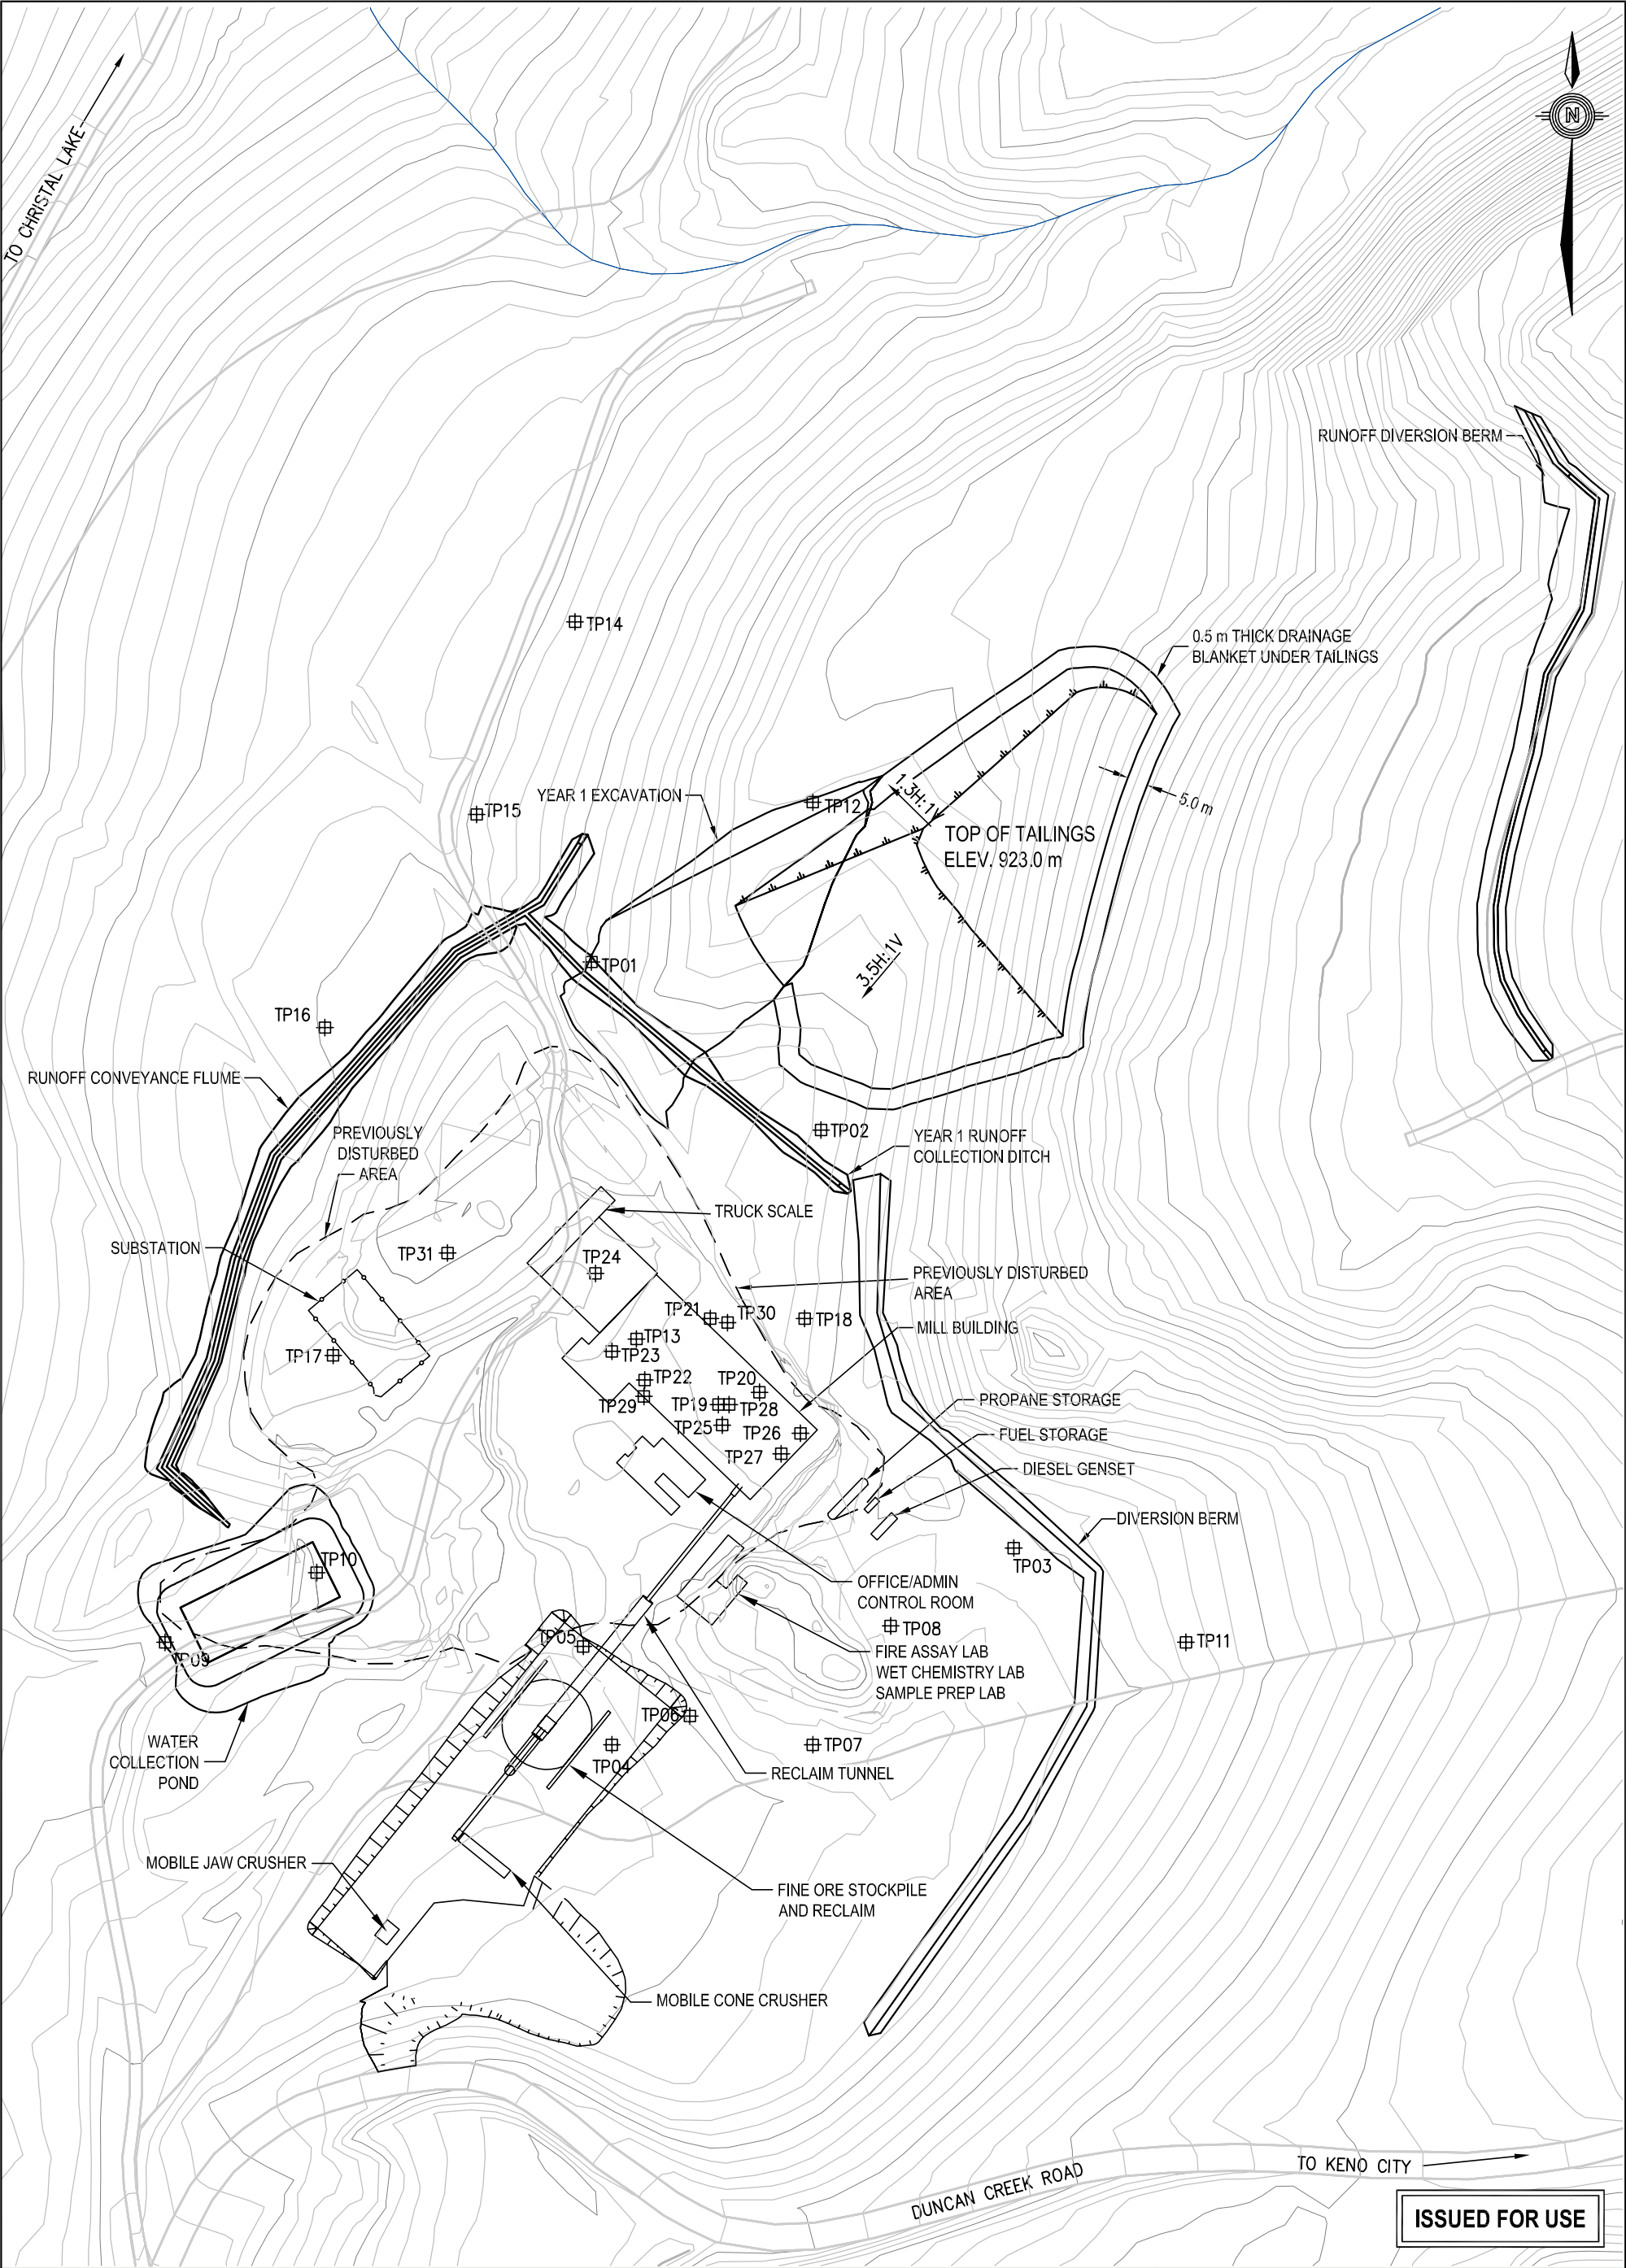 TO CHRISTAL LAKE
N
RUNOFF DIVERSION BERM
TP14
0.5 m THICK DRAINAGE
BLANKET UNDER TAILINGS
YEAR 1 EXCAVATION
TP12
1.3H:1V
5.0 m
TP15
TOP OF TAILINGS
ELEV. 923.0 m
3.5H:1V
TP01
TP16
RUNOFF CONVEYANCE FLUME
PREVIOUSLY
DISTURBED
AREA
TP02
YEAR 1 RUNOFF
COLLECTION DITCH
TRUCK SCALE
SUBSTATION
TP31
TP24
PREVIOUSLY DISTURBED
AREA
TP21
TP30
TP18
MILL BUILDING
TP13
TP23
TP17
TP22
TP20
TP29
TP19
TP28
PROPANE STORAGE
TP25
TP26
FUEL STORAGE
TP27
DIESEL GENSET
DIVERSION BERM
TP10
TP03
OFFICE/ADMIN
CONTROL ROOM
TP08
TP05
TP09
TP11
FIRE ASSAY LAB
WET CHEMISTRY LAB
SAMPLE PREP LAB
TP06
WATER
COLLECTION
POND
TP07
TP04
RECLAIM TUNNEL
MOBILE JAW CRUSHER
FINE ORE STOCKPILE
AND RECLAIM
MOBILE CONE CRUSHER
DUNCAN CREEK ROAD
TO KENO CITY
ISSUED FOR USE